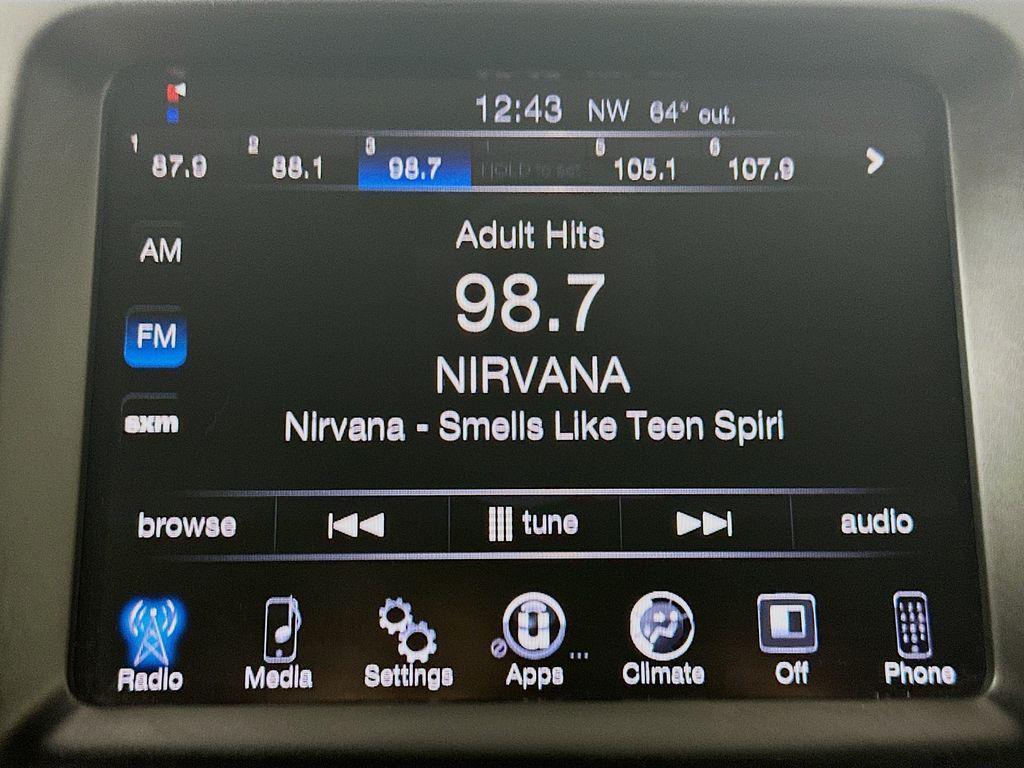 12:43 NW 64° out.
1 87.9 2 88.1 3 98.7 HOLD to set 5 105.1 6 107.9 >
Adult Hits
AM
98.7
FM
NIRVANA
sxm
Nirvana - Smells Like Teen Spiri
browse tune audio
Radio Media Settings Apps ... Climate Off Phone